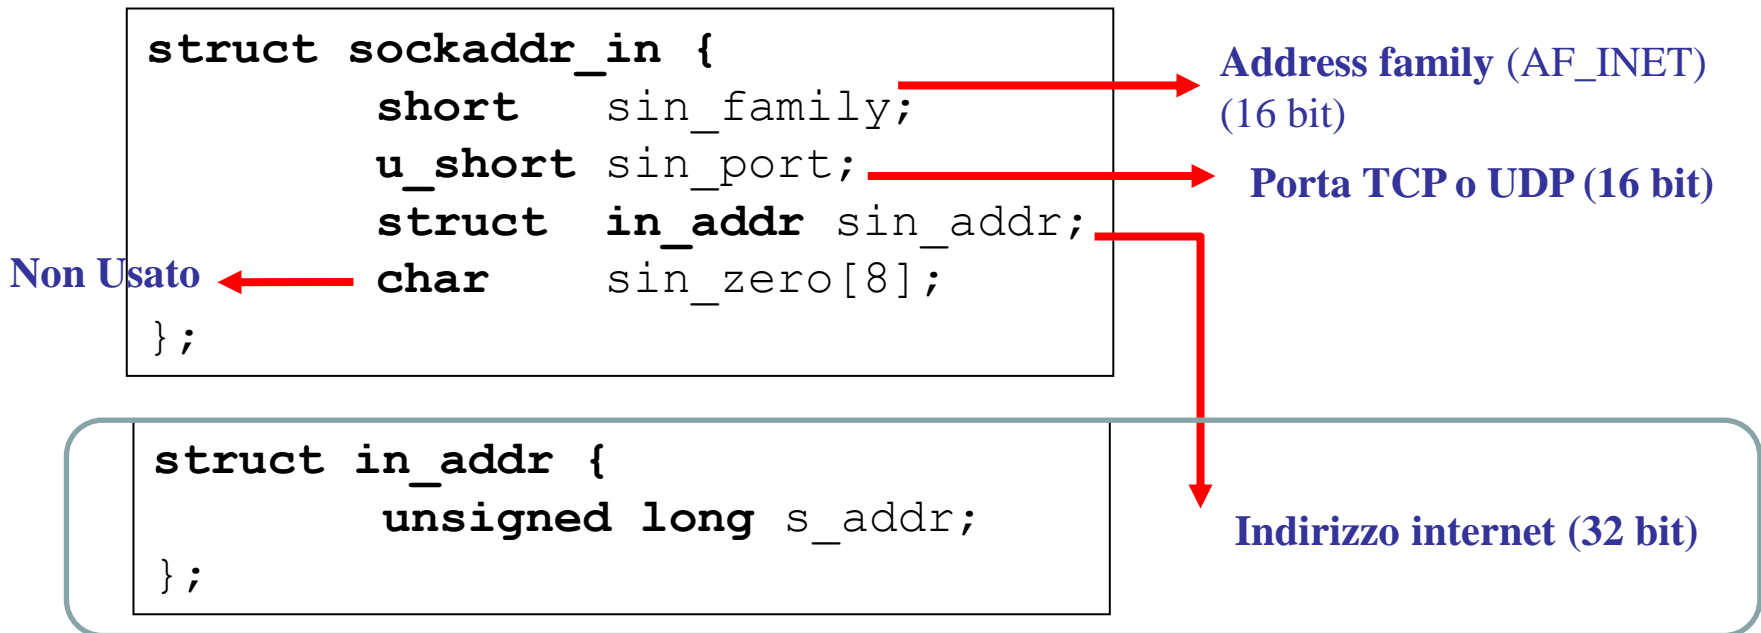 struct sockaddr_in {
short sin_family;
u_short sin_port;
struct in_addr sin_addr;
char sin_zero[8];
};
Address family (AF_INET)
(16 bit)
Porta TCP o UDP (16 bit)
Non Usato
struct in_addr {
unsigned long s_addr;
};
Indirizzo internet (32 bit)